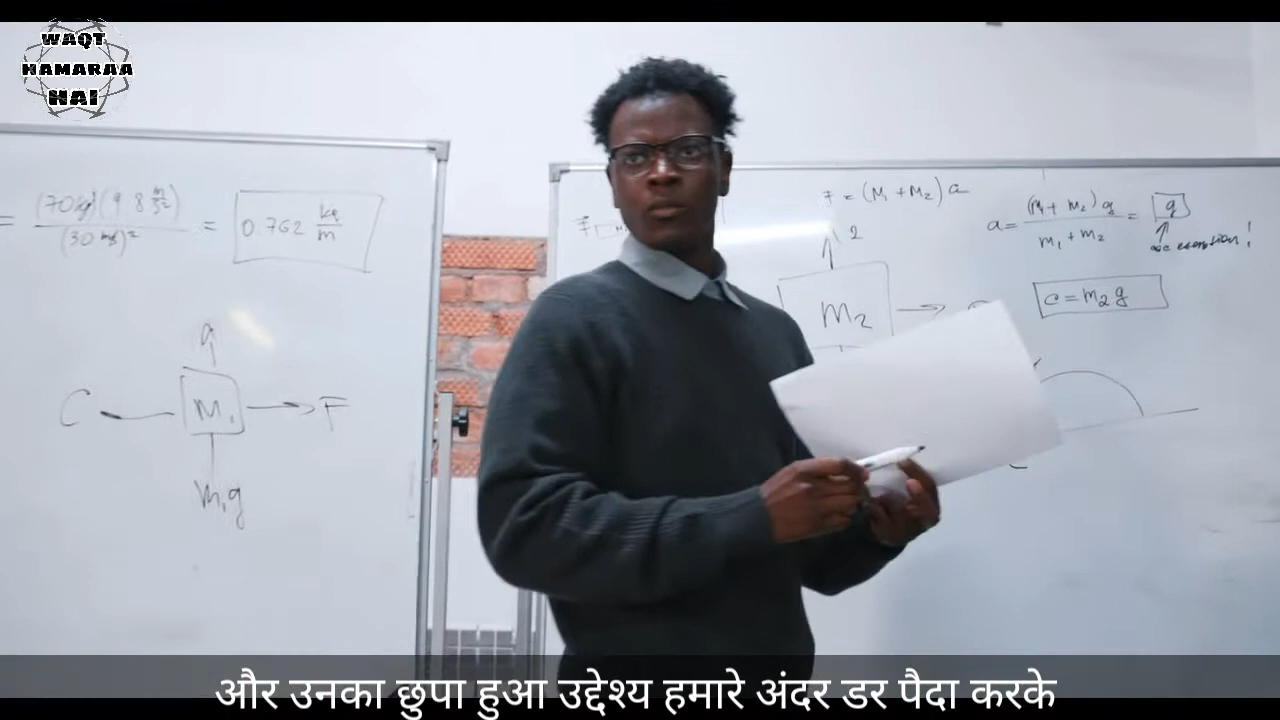 WAQT
HAMARAA
HAI
= (70kg)(9 8 m/s²) / (30 m/s)² = 0.762 kg/m
C
M₁
F
m₁g
F = (M₁ + M₂) a
a = (M₁ + M₂) g / m₁ + m₂ = g
2
M₂
C = m₂g
और उनका छुपा हुआ उद्देश्य हमारे अंदर डर पैदा करके